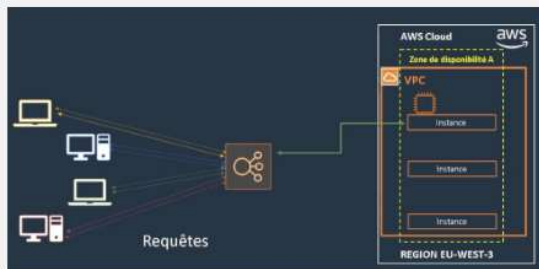 AWS Cloud
aws
Zone de disponibilité A
VPC
Instance
Instance
Instance
Requêtes
REGION EU-WEST-3